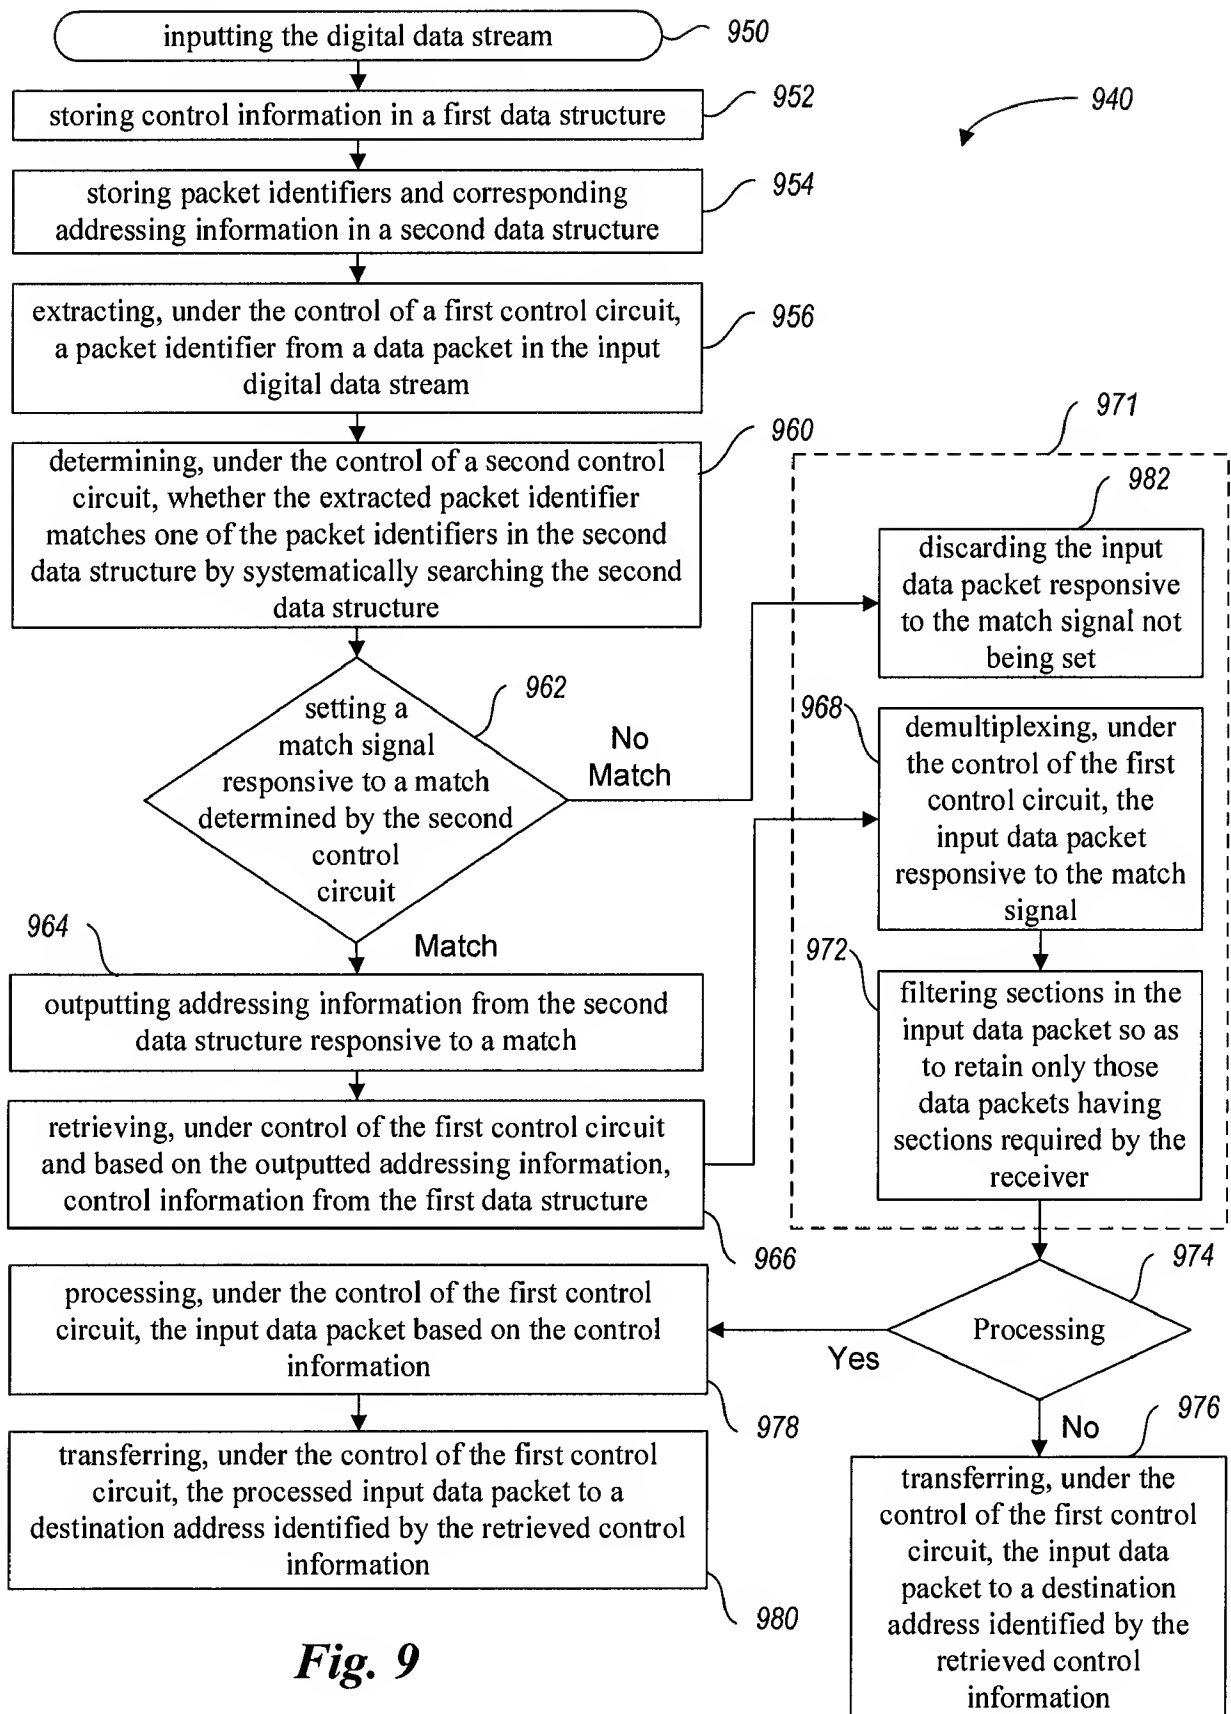 inputting the digital data stream
950
storing control information in a first data structure
952
940
storing packet identifiers and corresponding
addressing information in a second data structure
954
extracting, under the control of a first control circuit,
a packet identifier from a data packet in the input
digital data stream
956
determining, under the control of a second control
circuit, whether the extracted packet identifier
matches one of the packet identifiers in the second
data structure by systematically searching the second
data structure
960
971
982
discarding the input
data packet responsive
to the match signal not
being set
setting a
match signal
responsive to a match
determined by the second
control
circuit
962
No
Match
968
demultiplexing, under
the control of the first
control circuit, the
input data packet
responsive to the match
signal
964
Match
outputting addressing information from the second
data structure responsive to a match
972
filtering sections in the
input data packet so as
to retain only those
data packets having
sections required by the
receiver
retrieving, under control of the first control circuit
and based on the outputted addressing information,
control information from the first data structure
966
974
Processing
Yes
No
processing, under the control of the first control
circuit, the input data packet based on the control
information
978
976
transferring, under the control of the first control
circuit, the processed input data packet to a
destination address identified by the retrieved control
information
980
transferring, under the
control of the first control
circuit, the input data
packet to a destination
address identified by the
retrieved control
information
Fig. 9